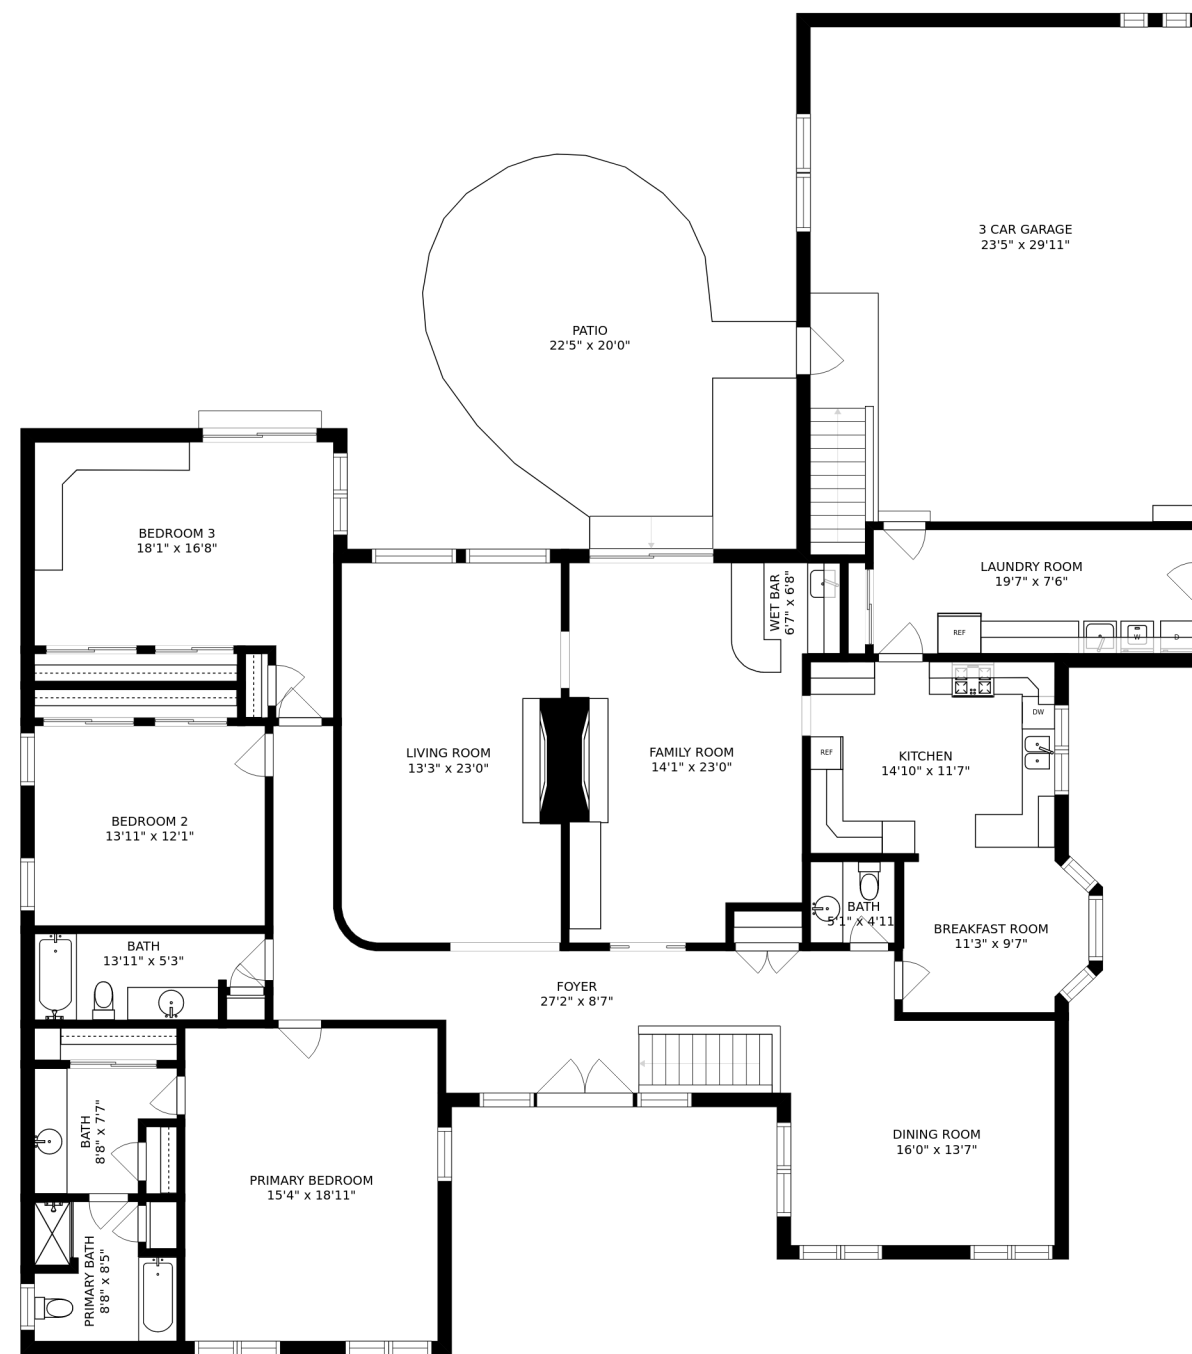 3 CAR GARAGE
23'5" x 29'11"
PATIO
22'5" x 20'0"
BEDROOM 3
18'1" x 16'8"
LAUNDRY ROOM
19'7" x 7'6"
WET BAR
6'7" x 6'8"
REF
W
D
DW
LIVING ROOM
13'3" x 23'0"
FAMILY ROOM
14'1" x 23'0"
REF
KITCHEN
14'10" x 11'7"
BEDROOM 2
13'11" x 12'1"
BATH
5'1" x 4'11
BREAKFAST ROOM
11'3" x 9'7"
BATH
13'11" x 5'3"
FOYER
27'2" x 8'7"
BATH
8'8" x 7'7"
DINING ROOM
16'0" x 13'7"
PRIMARY BEDROOM
15'4" x 18'11"
PRIMARY BATH
8'8" x 8'5"